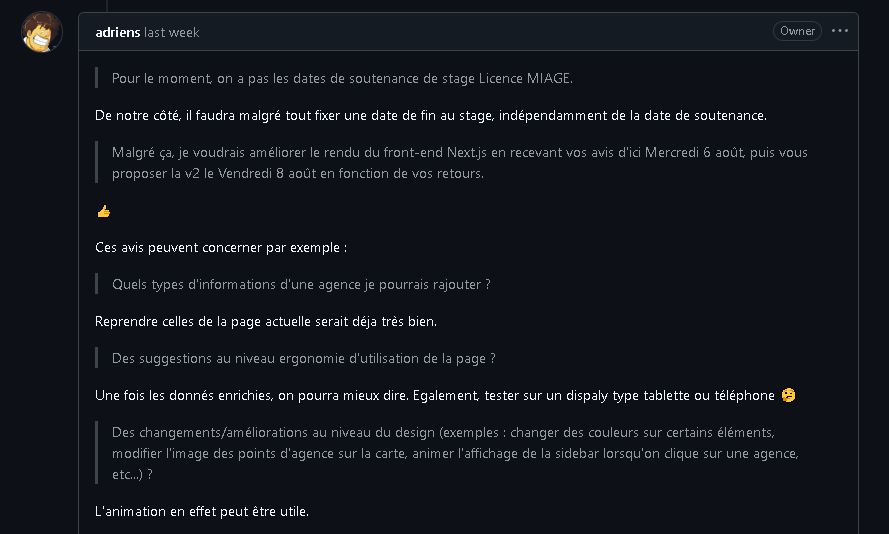 adriens last week
Owner
Pour le moment, on a pas les dates de soutenance de stage Licence MIAGE.
De notre côté, il faudra malgré tout fixer une date de fin au stage, indépendamment de la date de soutenance.
Malgré ça, je voudrais améliorer le rendu du front-end Next.js en recevant vos avis d'ici Mercredi 6 août, puis vous
proposer la v2 le Vendredi 8 août en fonction de vos retours.
👍
Ces avis peuvent concerner par exemple :
Quels types d'informations d'une agence je pourrais rajouter ?
Reprendre celles de la page actuelle serait déja très bien.
Des suggestions au niveau ergonomie d'utilisation de la page ?
Une fois les donnés enrichies, on pourra mieux dire. Egalement, tester sur un dispaly type tablette ou téléphone 🤔
Des changements/améliorations au niveau du design (exemples : changer des couleurs sur certains éléments,
modifier l'image des points d'agence sur la carte, animer l'affichage de la sidebar lorsqu'on clique sur une agence,
etc...) ?
L'animation en effet peut être utile.